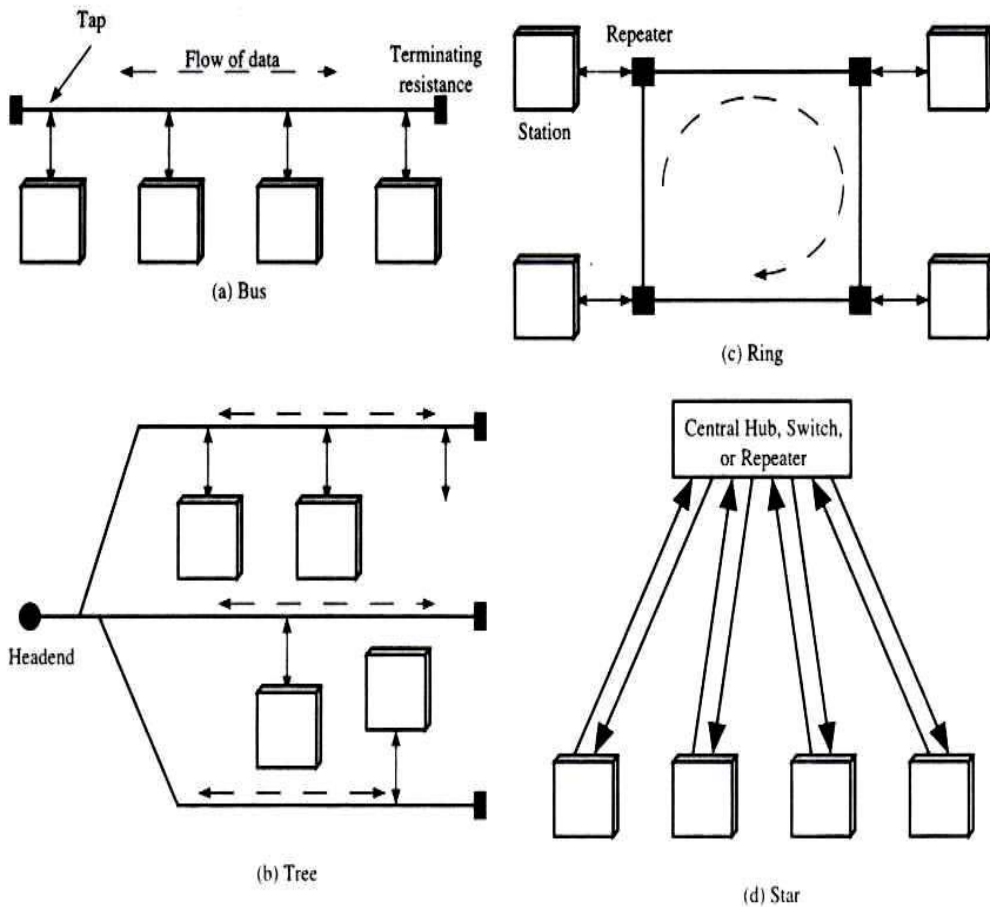 Tap
Flow of data
Terminating
resistance
(a) Bus
Repeater
Station
(c) Ring
Headend
(b) Tree
Central Hub, Switch,
or Repeater
(d) Star